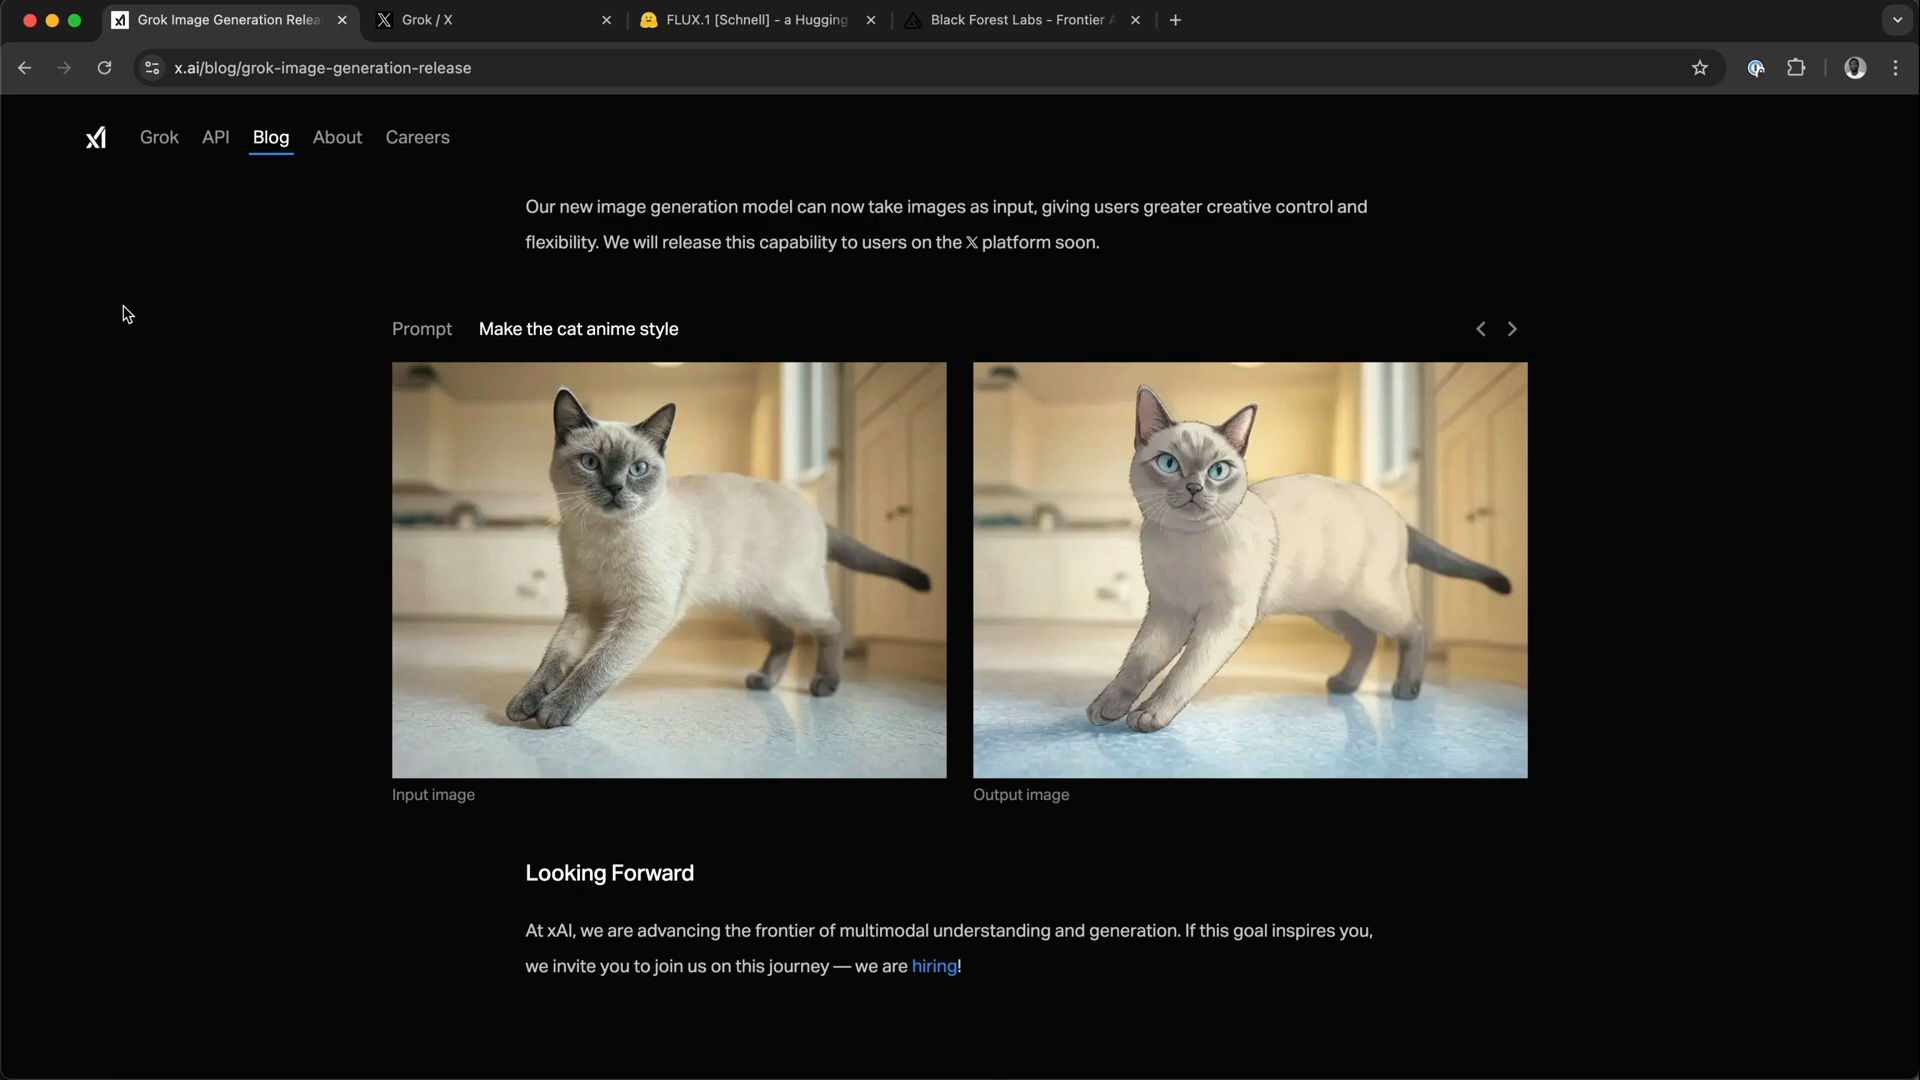 Grok Image Generation Relea
Grok / X
FLUX.1 [Schnell] - a Hugging
Black Forest Labs - Frontier A
x.ai/blog/grok-image-generation-release
Grok
API
Blog
About
Careers
Our new image generation model can now take images as input, giving users greater creative control and
flexibility. We will release this capability to users on the 𝕏 platform soon.
Prompt
Make the cat anime style
Input image
Output image
Looking Forward
At xAI, we are advancing the frontier of multimodal understanding and generation. If this goal inspires you,
we invite you to join us on this journey — we are hiring!